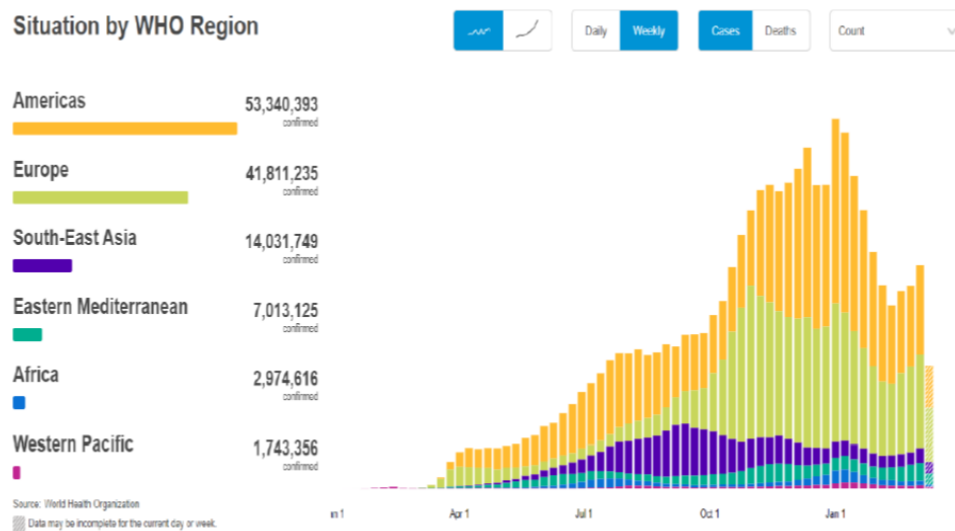 Situation by WHO Region
Daily
Weekly
Cases
Deaths
Count
Americas
53,340,393
confirmed
Europe
41,811,235
confirmed
South-East Asia
14,031,749
confirmed
Eastern Mediterranean
7,013,125
confirmed
Africa
2,974,616
confirmed
Western Pacific
1,743,356
confirmed
Source: World Health Organization
Data may be incomplete for the current day or week.
n 1
Apr 1
Jul 1
Oct 1
Jan 1